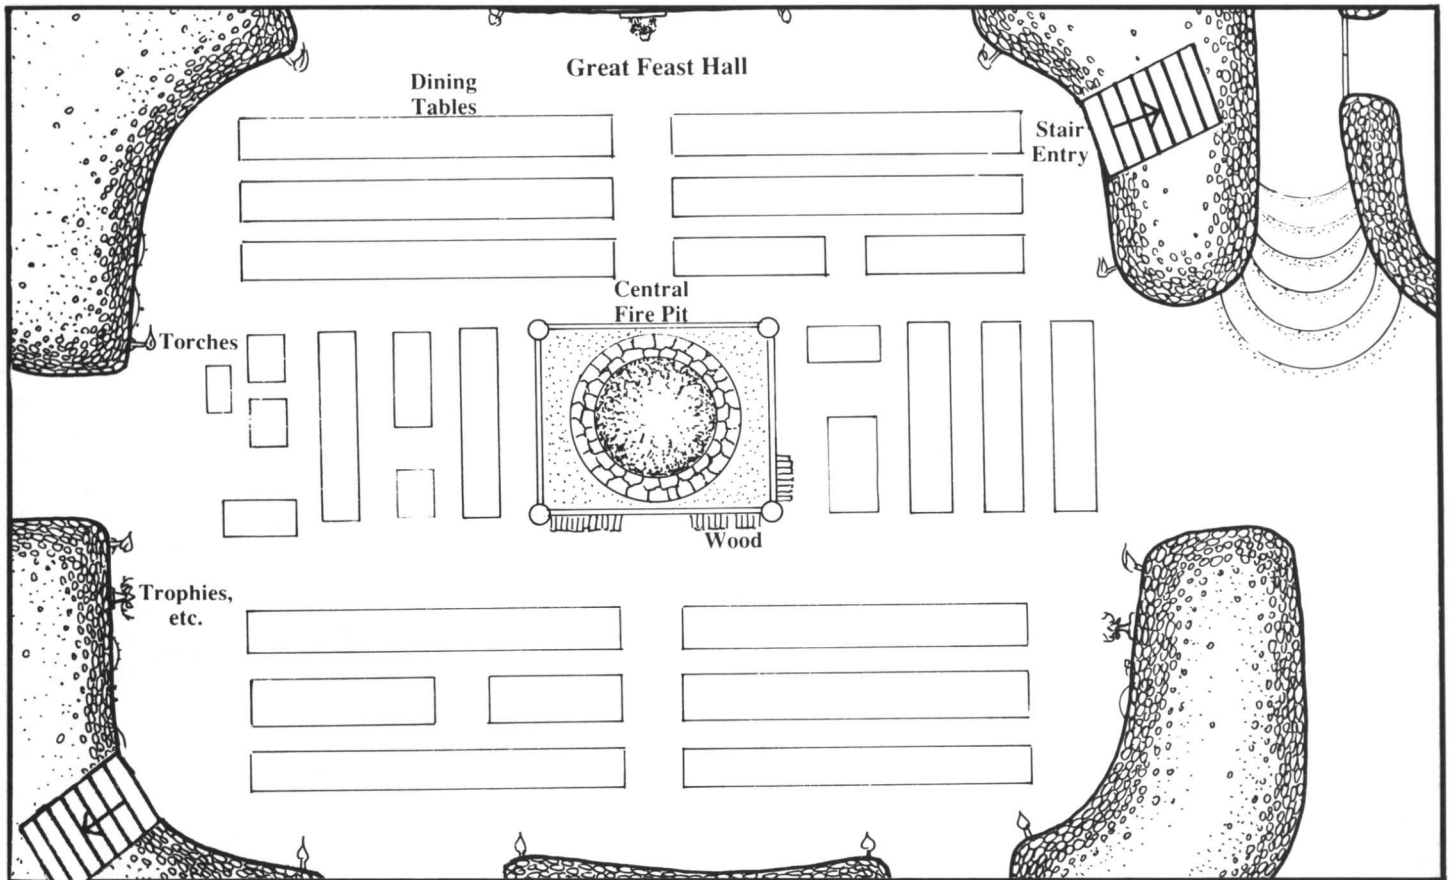 Great Feast Hall
Dining
Tables
Stair
Entry
Central
Fire Pit
Torches
Wood
Trophies,
etc.